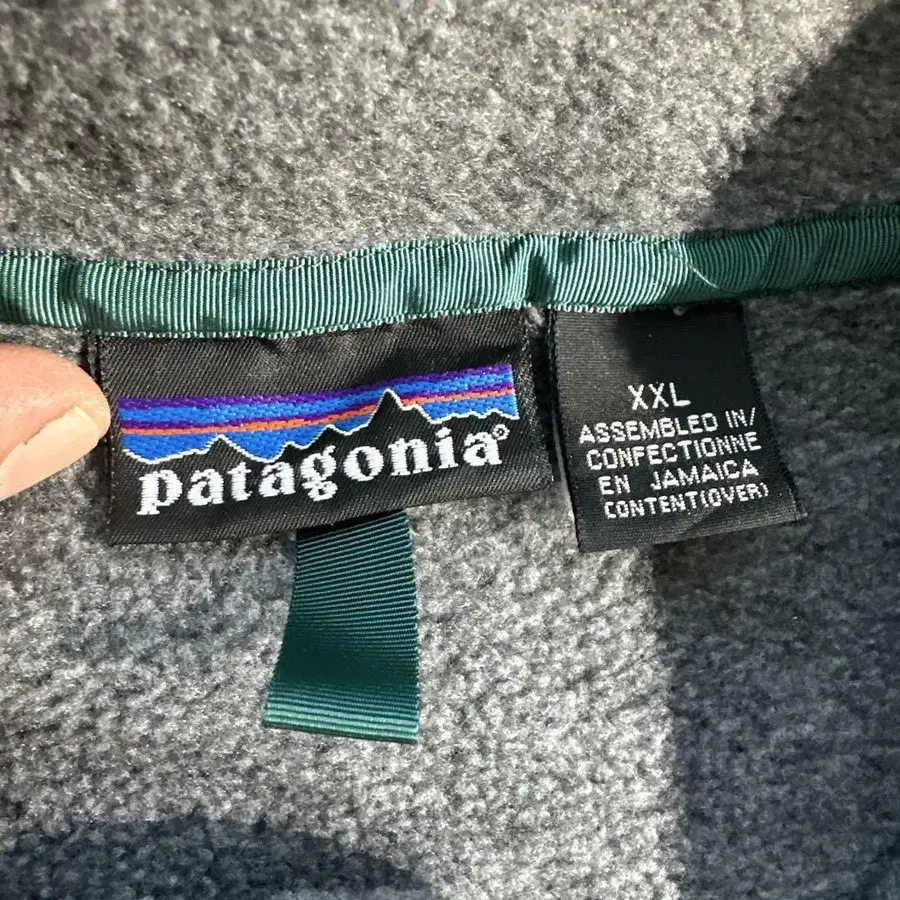 patagonia®
XXL
ASSEMBLED IN/
CONFECTIONNE
EN JAMAICA
CONTENT(OVER)